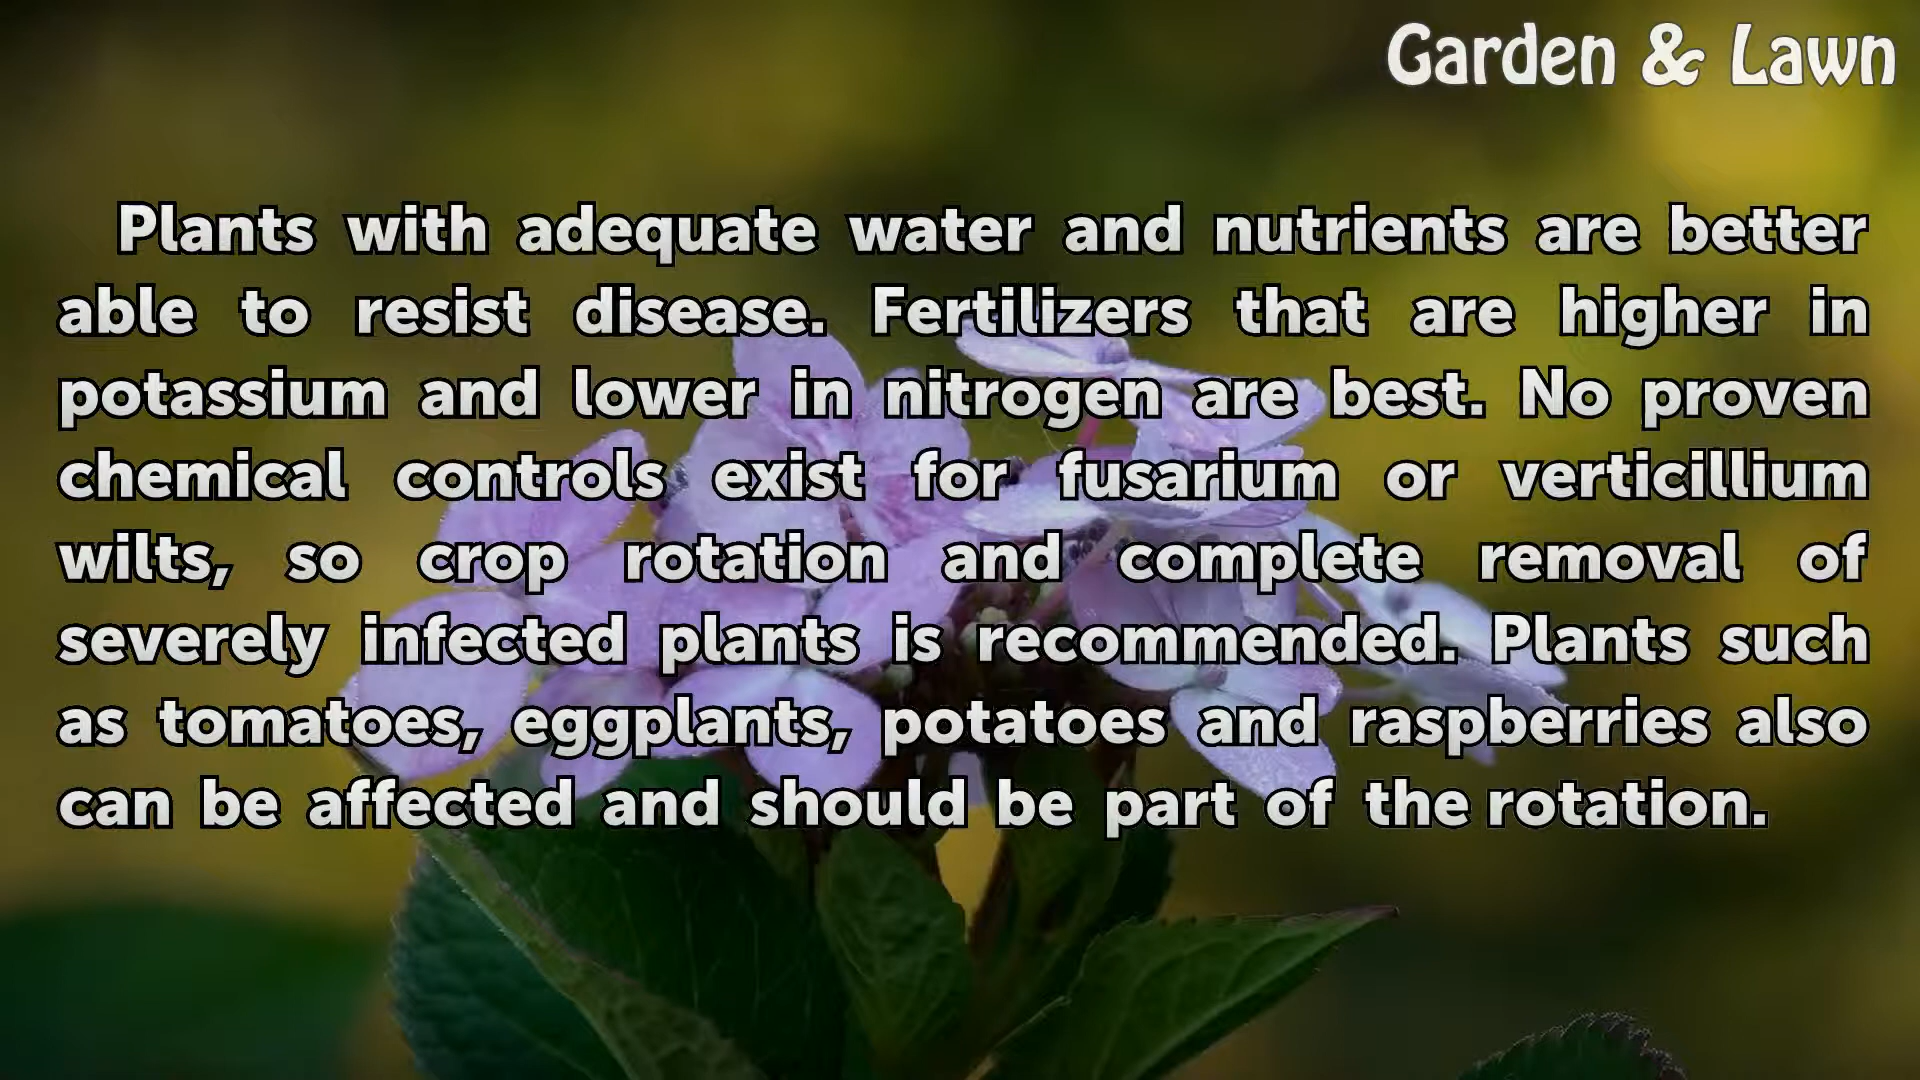 Garden & Lawn
Plants with adequate water and nutrients are better
able to resist disease. Fertilizers that are higher in
potassium and lower in nitrogen are best. No proven
chemical controls exist for fusarium or verticillium
wilts, so crop rotation and complete removal of
severely infected plants is recommended. Plants such
as tomatoes, eggplants, potatoes and raspberries also
can be affected and should be part of the rotation.